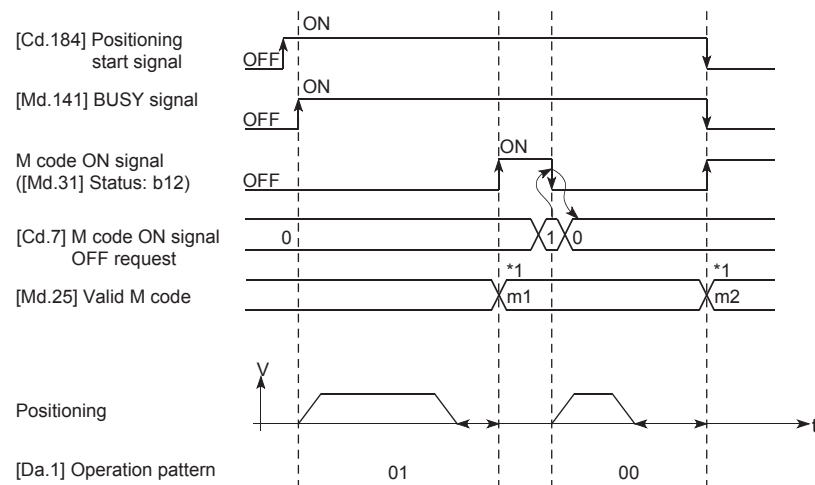 ON
[Cd.184] Positioning
start signal
OFF
ON
[Md.141] BUSY signal
OFF
ON
M code ON signal
([Md.31] Status: b12)
OFF
[Cd.7] M code ON signal
OFF request
0
1
0
*1
*1
[Md.25] Valid M code
m1
m2
V
Positioning
t
[Da.1] Operation pattern
01
00